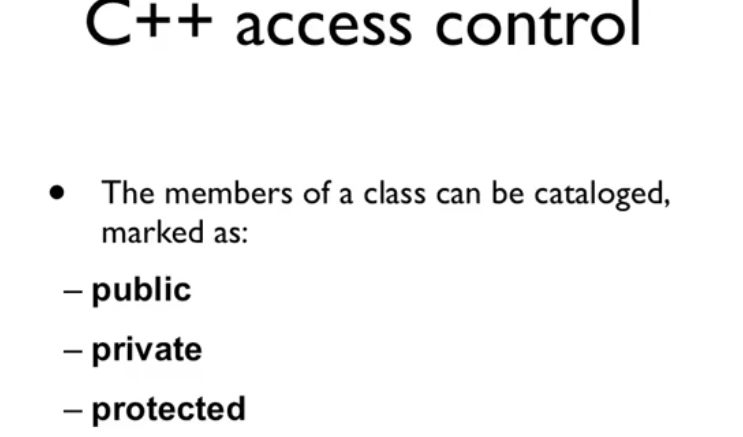 C++ access control
• The members of a class can be cataloged,
marked as:
– public
– private
– protected